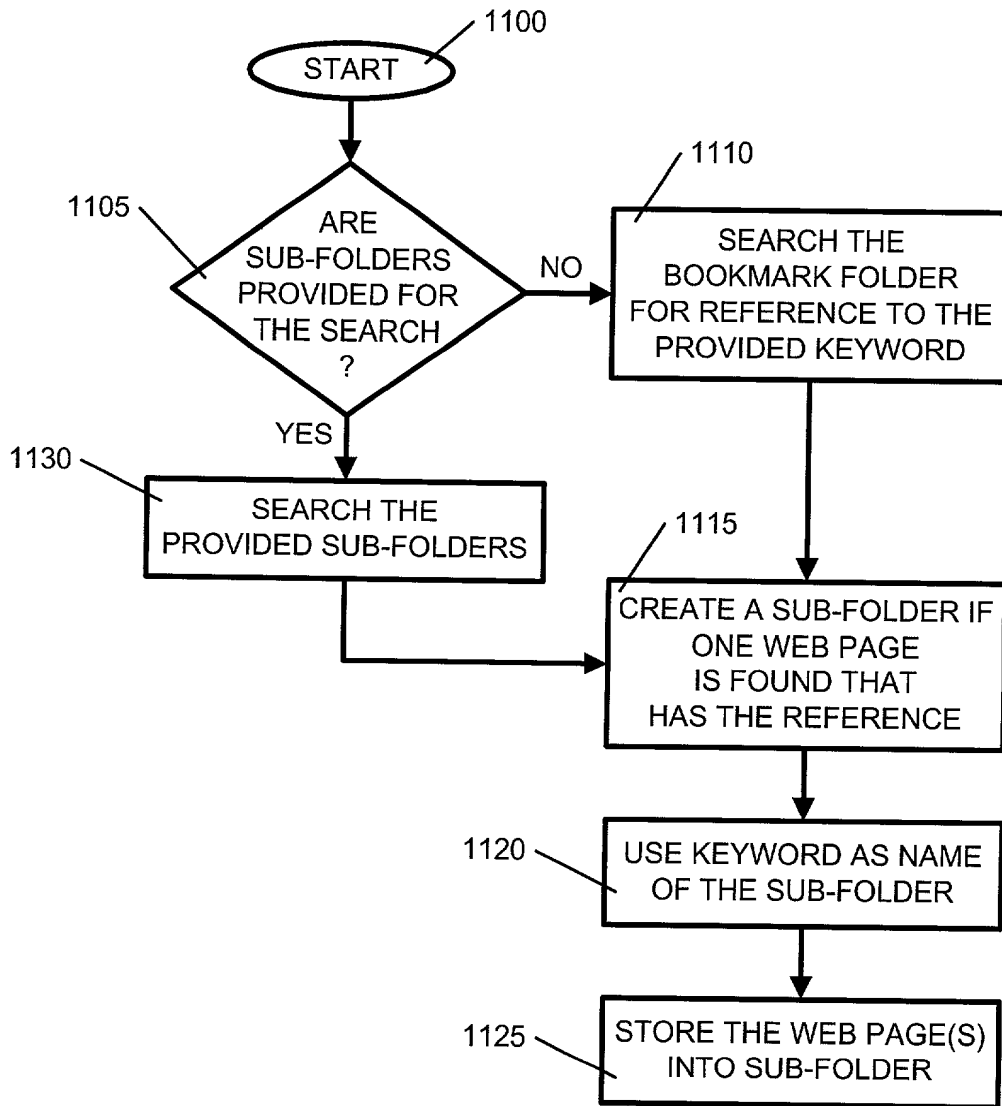 1100
START
1105
ARE
SUB-FOLDERS
PROVIDED FOR
THE SEARCH
?
NO
1110
SEARCH THE
BOOKMARK FOLDER
FOR REFERENCE TO THE
PROVIDED KEYWORD
YES
1130
SEARCH THE
PROVIDED SUB-FOLDERS
1115
CREATE A SUB-FOLDER IF
ONE WEB PAGE
IS FOUND THAT
HAS THE REFERENCE
1120
USE KEYWORD AS NAME
OF THE SUB-FOLDER
1125
STORE THE WEB PAGE(S)
INTO SUB-FOLDER